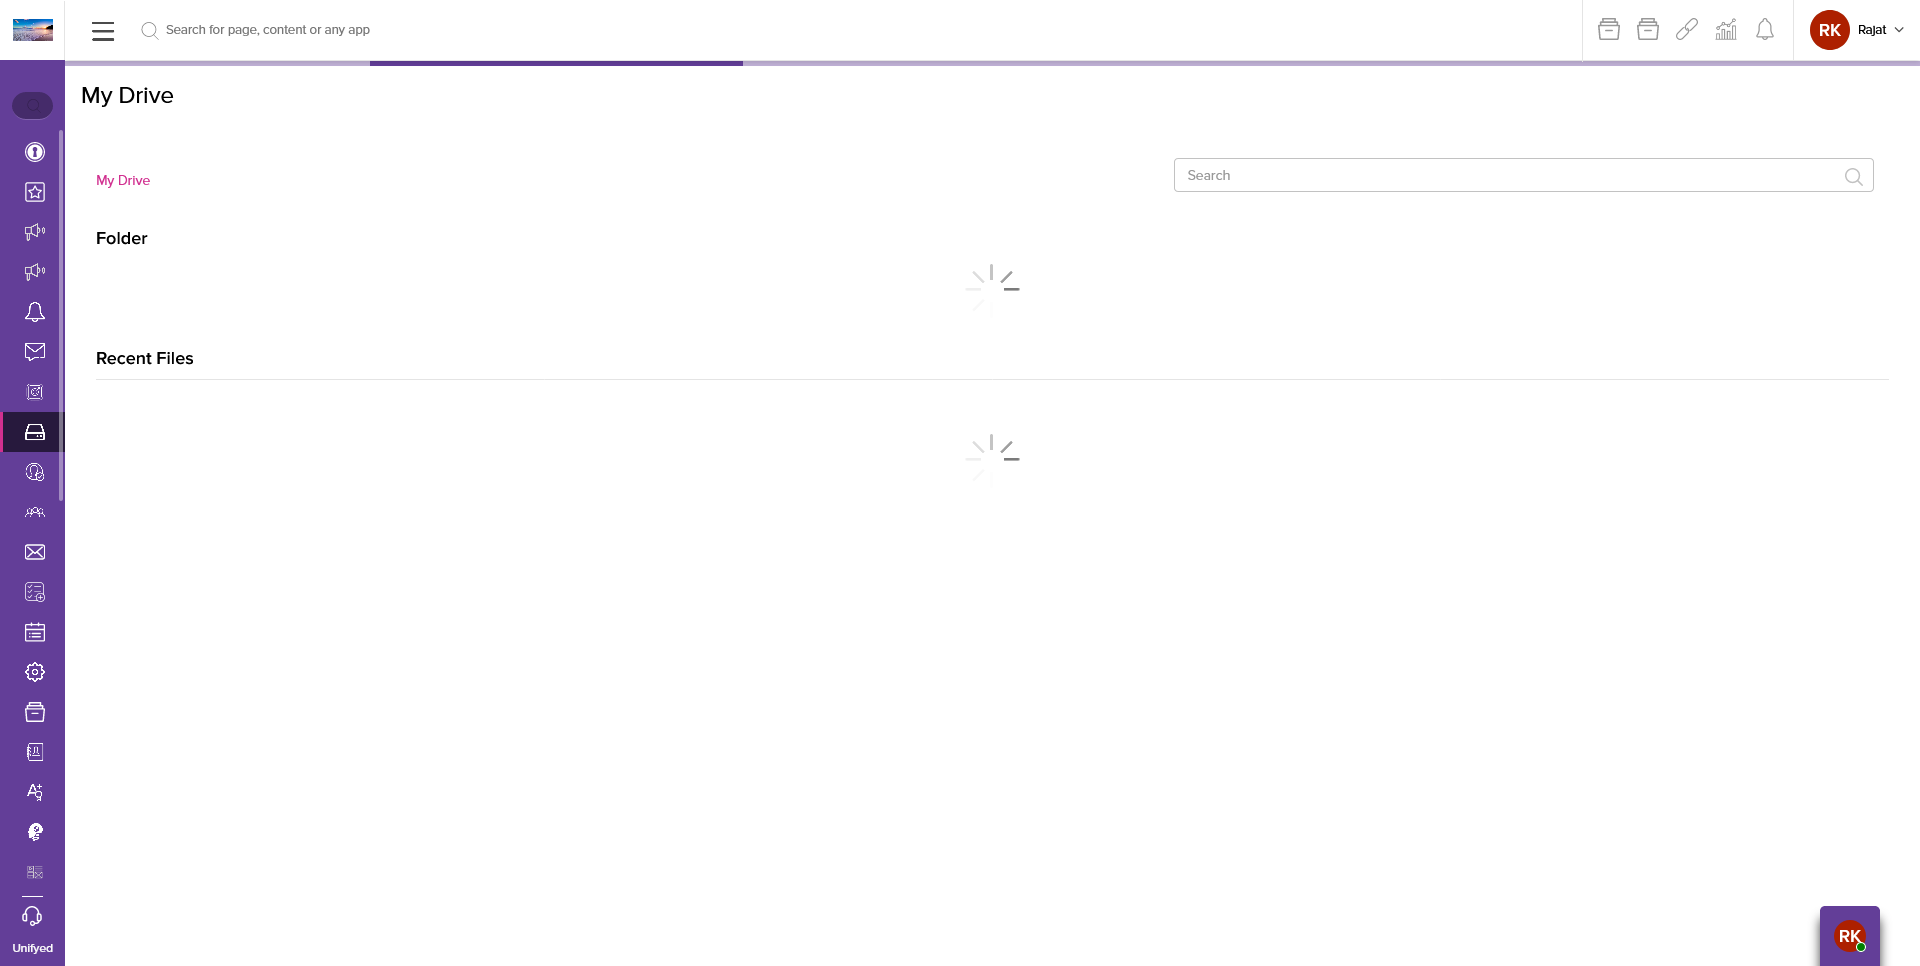 Search for page, content or any app
RK
Rajat
My Drive
My Drive
Search
Folder
Recent Files
Unifyed
RK